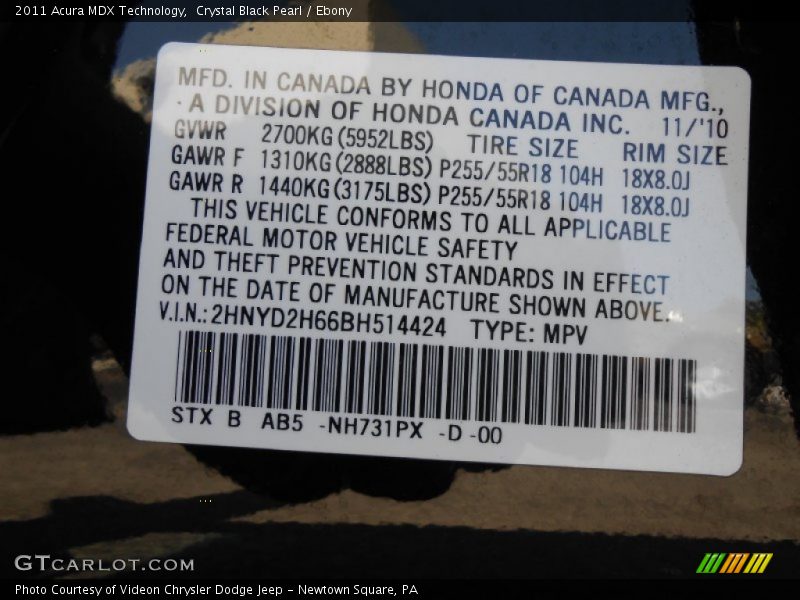 2011 Acura MDX Technology,  Crystal Black Pearl / Ebony
MFD. IN CANADA BY HONDA OF CANADA MFG.,
· A DIVISION OF HONDA CANADA INC. 11/'10
GVWR 2700KG(5952LBS) TIRE SIZE RIM SIZE
GAWR F 1310KG(2888LBS) P255/55R18 104H 18X8.0J
GAWR R 1440KG(3175LBS) P255/55R18 104H 18X8.0J
THIS VEHICLE CONFORMS TO ALL APPLICABLE
FEDERAL MOTOR VEHICLE SAFETY
AND THEFT PREVENTION STANDARDS IN EFFECT
ON THE DATE OF MANUFACTURE SHOWN ABOVE.
V.I.N.: 2HNYD2H66BH514424 TYPE: MPV
STX B AB5 -NH731PX -D -00
GTCARLOT.COM
Photo Courtesy of Videon Chrysler Dodge Jeep - Newtown Square, PA